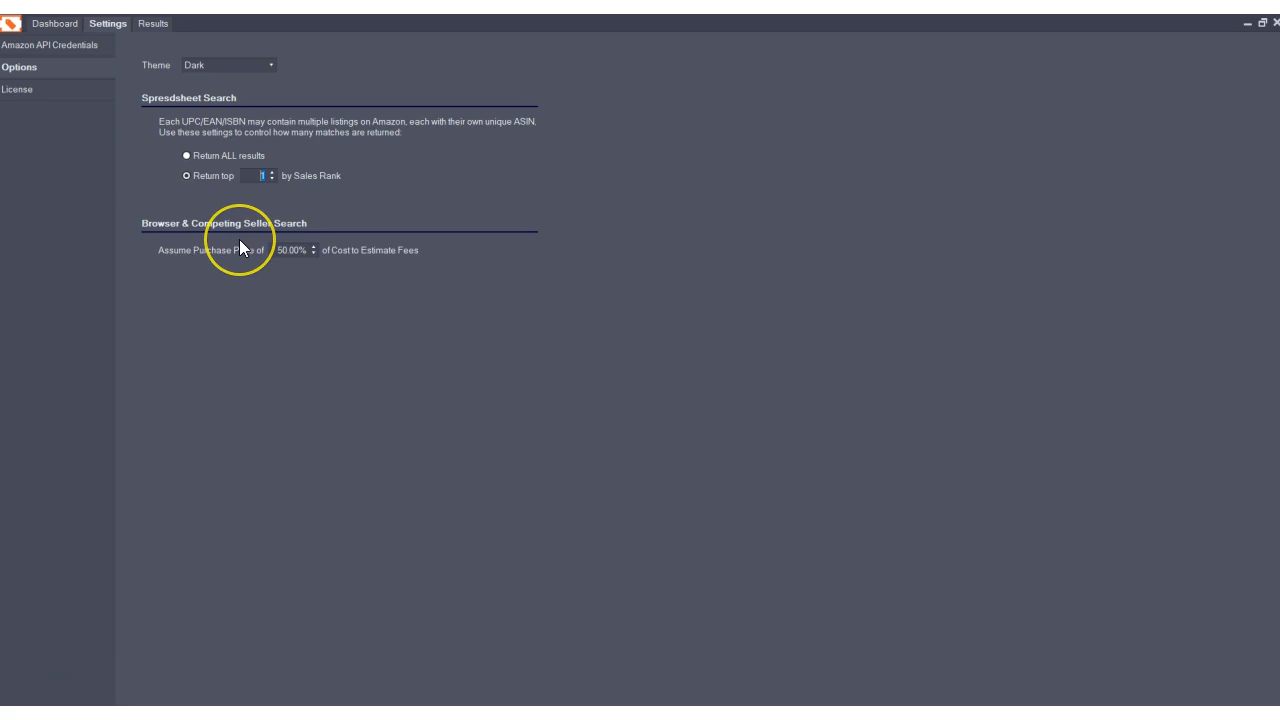 Dashboard Settings Results
Amazon API Credentials
Options
License
Theme Dark
Spresdsheet Search
Each UPC/EAN/ISBN may contain multiple listings on Amazon, each with their own unique ASIN.
Use these settings to control how many matches are returned:
Return ALL results
Return top 1 by Sales Rank
Browser & Competing Seller Search
Assume Purchase Price of 50.00% of Cost to Estimate Fees